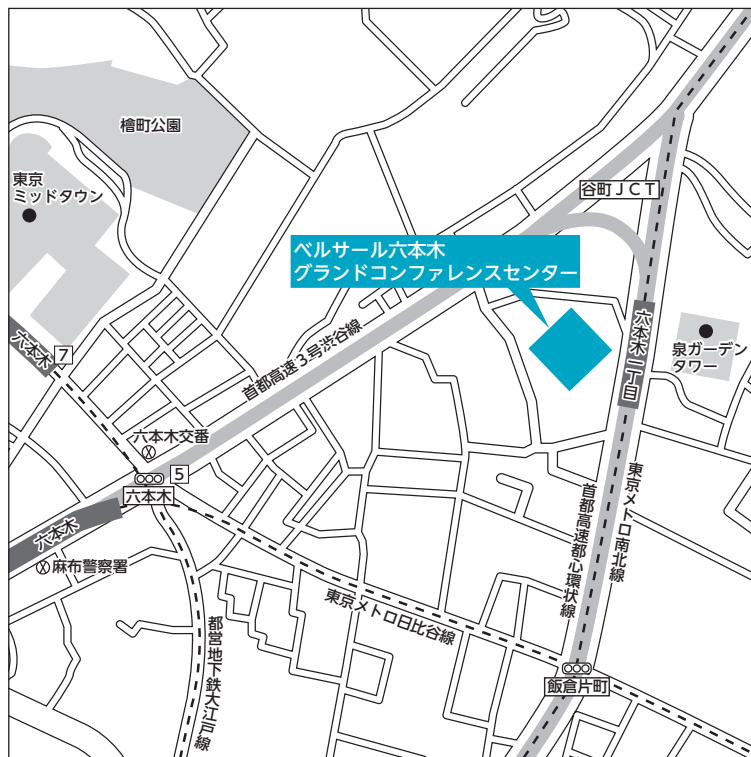 檜町公園
東京
ミッドタウン
谷町JCT
ベルサール六本木
グランドコンファレンスセンター
六本木
7
首都高速3号渋谷線
六本木一丁目
泉ガーデン
タワー
六本木交番
5
六本木
六本木
麻布警察署
東京メトロ日比谷線
都営地下鉄大江戸線
首都高速都心環状線
東京メトロ南北線
飯倉片町